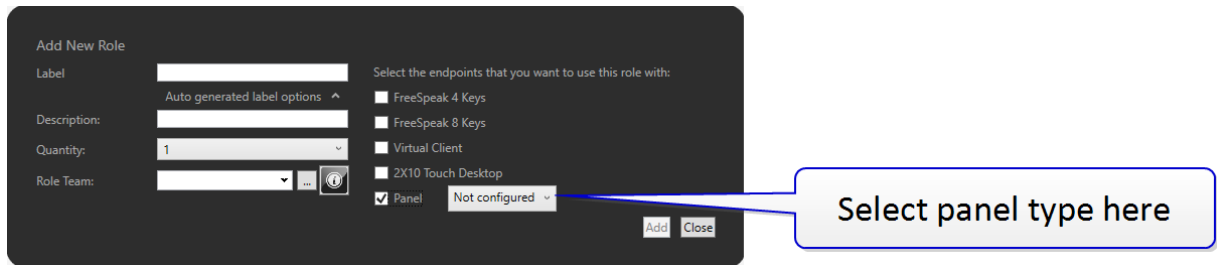 Add New Role
Label
Select the endpoints that you want to use this role with:
Auto generated label options
FreeSpeak 4 Keys
Description:
FreeSpeak 8 Keys
Quantity:
1
Virtual Client
Role Team:
...
2X10 Touch Desktop
Panel
Not configured
Select panel type here
Add
Close